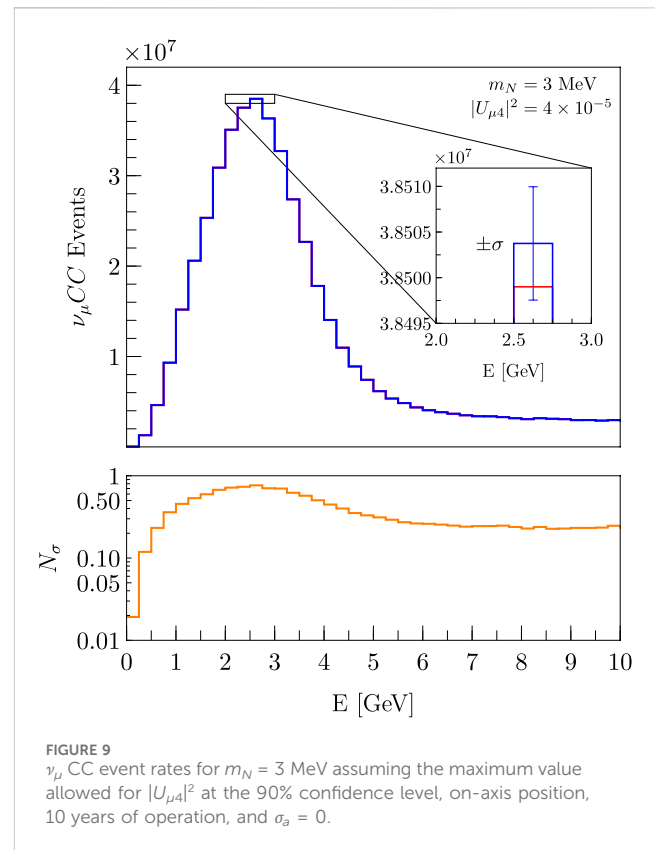 ×10⁷
m_N = 3 MeV
|U_μ4|² = 4 × 10⁻⁵
4
3
2
1
ν_μ CC Events
×10⁷
3.8510
3.8505
3.8500
3.8495
±σ
2.0 2.5 3.0
E [GeV]
1
0.50
0.10
0.05
0.01
N_σ
0 1 2 3 4 5 6 7 8 9 10
E [GeV]
FIGURE 9
ν_μ CC event rates for m_N = 3 MeV assuming the maximum value
allowed for |U_μ4|² at the 90% confidence level, on-axis position,
10 years of operation, and σ_a = 0.